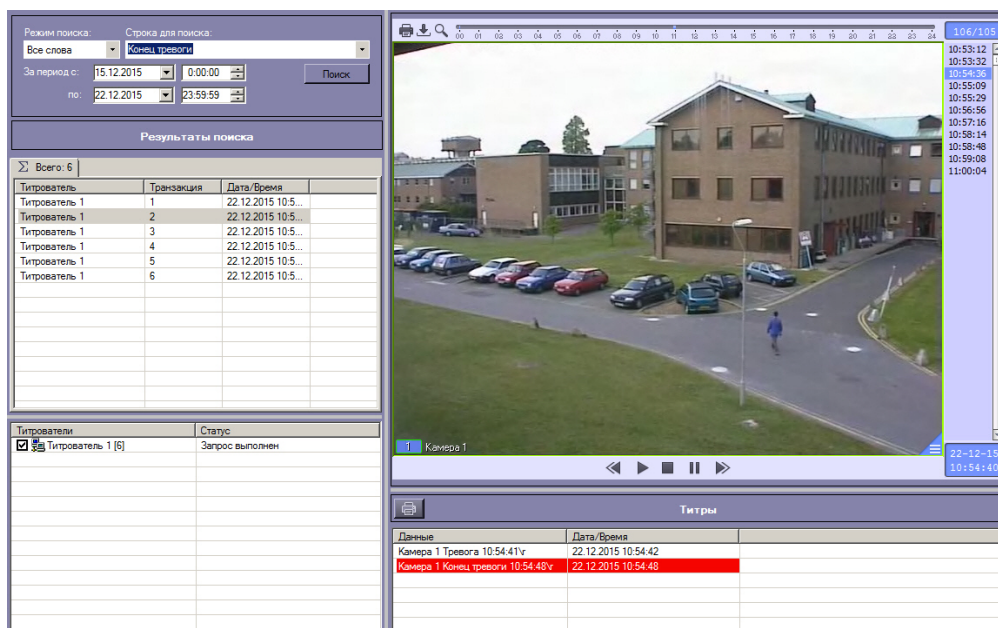 Режим поиска: Строка для поиска:
Все слова Конец тревоги
За период с: 15.12.2015 0:00:00 Поиск
по: 22.12.2015 23:59:59
Результаты поиска
Σ Всего: 6
Титрователь Транзакция Дата/Время
Титрователь 1 1 22.12.2015 10:5...
Титрователь 1 2 22.12.2015 10:5...
Титрователь 1 3 22.12.2015 10:5...
Титрователь 1 4 22.12.2015 10:5...
Титрователь 1 5 22.12.2015 10:5...
Титрователь 1 6 22.12.2015 10:5...
Титрователи Статус
Титрователь 1 [6] Запрос выполнен
00 01 02 03 04 05 06 07 08 09 10 11 12 13 14 15 16 17 18 19 20 21 22 23 24
106/105
10:53:12
10:53:32
10:54:36
10:55:09
10:55:29
10:56:56
10:57:16
10:58:14
10:58:48
10:59:08
11:00:04
1 Камера 1
22-12-15
10:54:40
Титры
Данные Дата/Время
Камера 1 Тревога 10:54:41\r 22.12.2015 10:54:42
Камера 1 Конец тревоги 10:54:48\r 22.12.2015 10:54:48